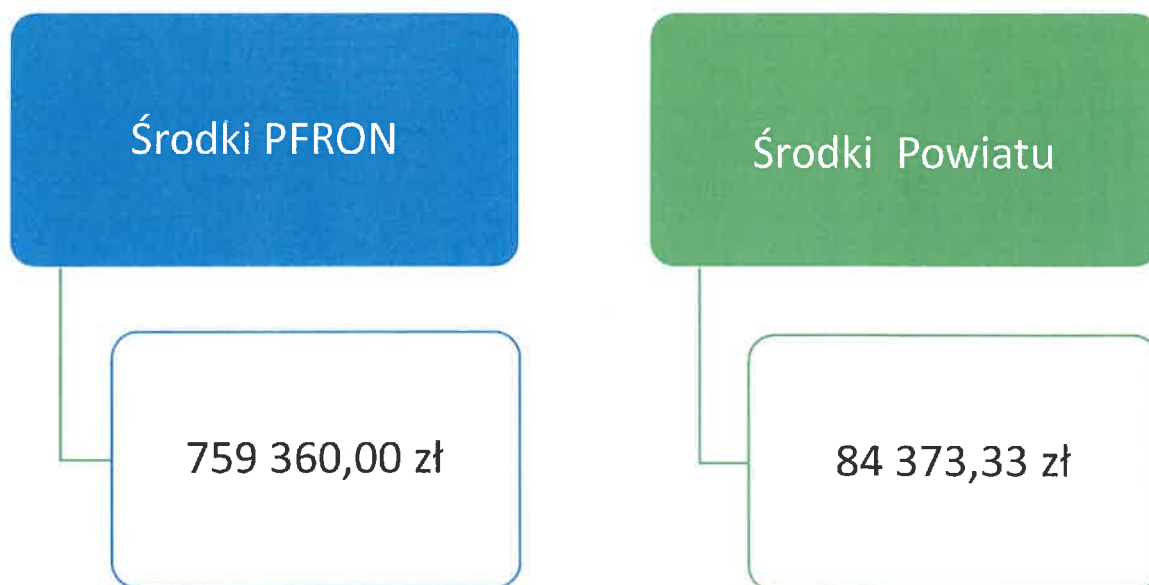 Środki PFRON
Środki Powiatu
759 360,00 zł
84 373,33 zł